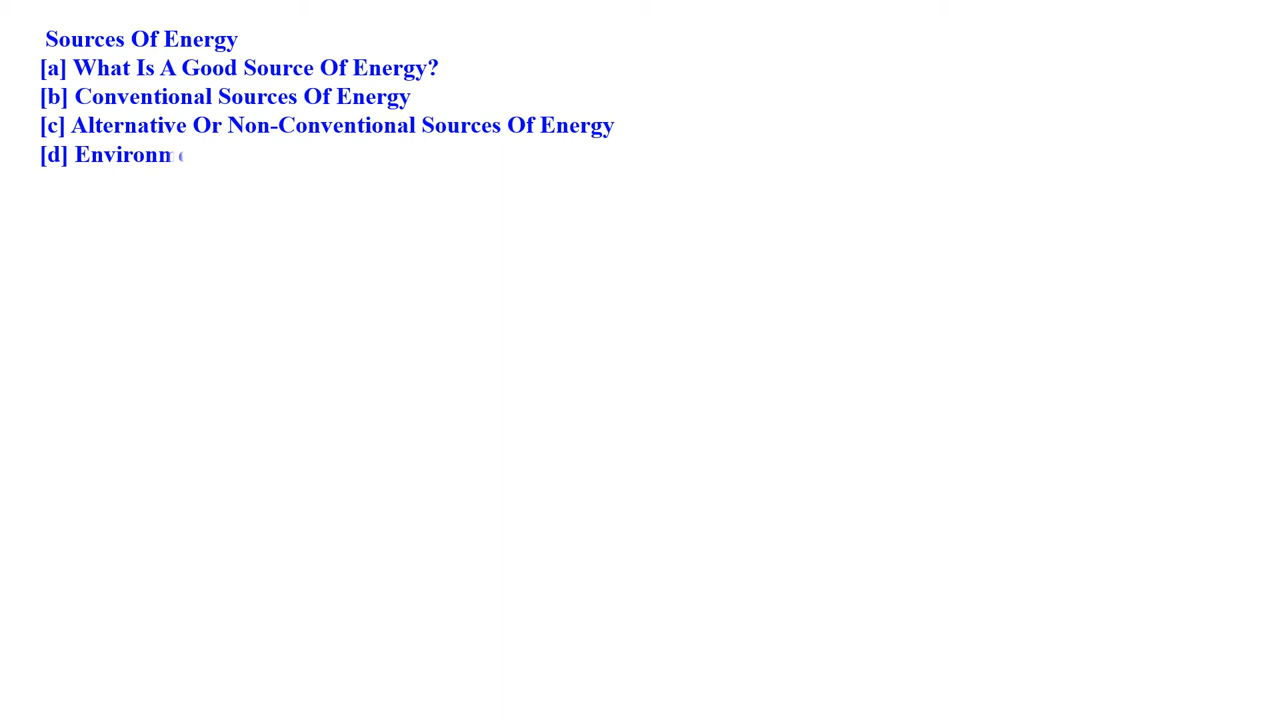 Sources Of Energy
[a] What Is A Good Source Of Energy?
[b] Conventional Sources Of Energy
[c] Alternative Or Non-Conventional Sources Of Energy
[d] Environm